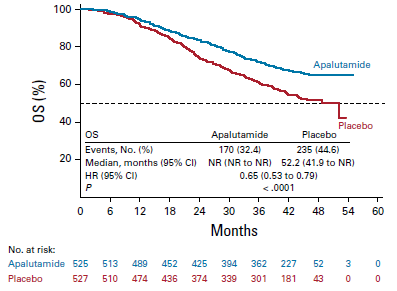 100
80
60
40
20
OS (%)
Apalutamide
Placebo
OS Apalutamide Placebo
Events, No. (%) 170 (32.4) 235 (44.6)
Median, months (95% CI) NR (NR to NR) 52.2 (41.9 to NR)
HR (95% CI) 0.65 (0.53 to 0.79)
P < .0001
0 6 12 18 24 30 36 42 48 54 60
Months
No. at risk:
Apalutamide 525 513 489 452 425 394 362 227 52 3 0
Placebo 527 510 474 436 374 339 301 181 43 0 0